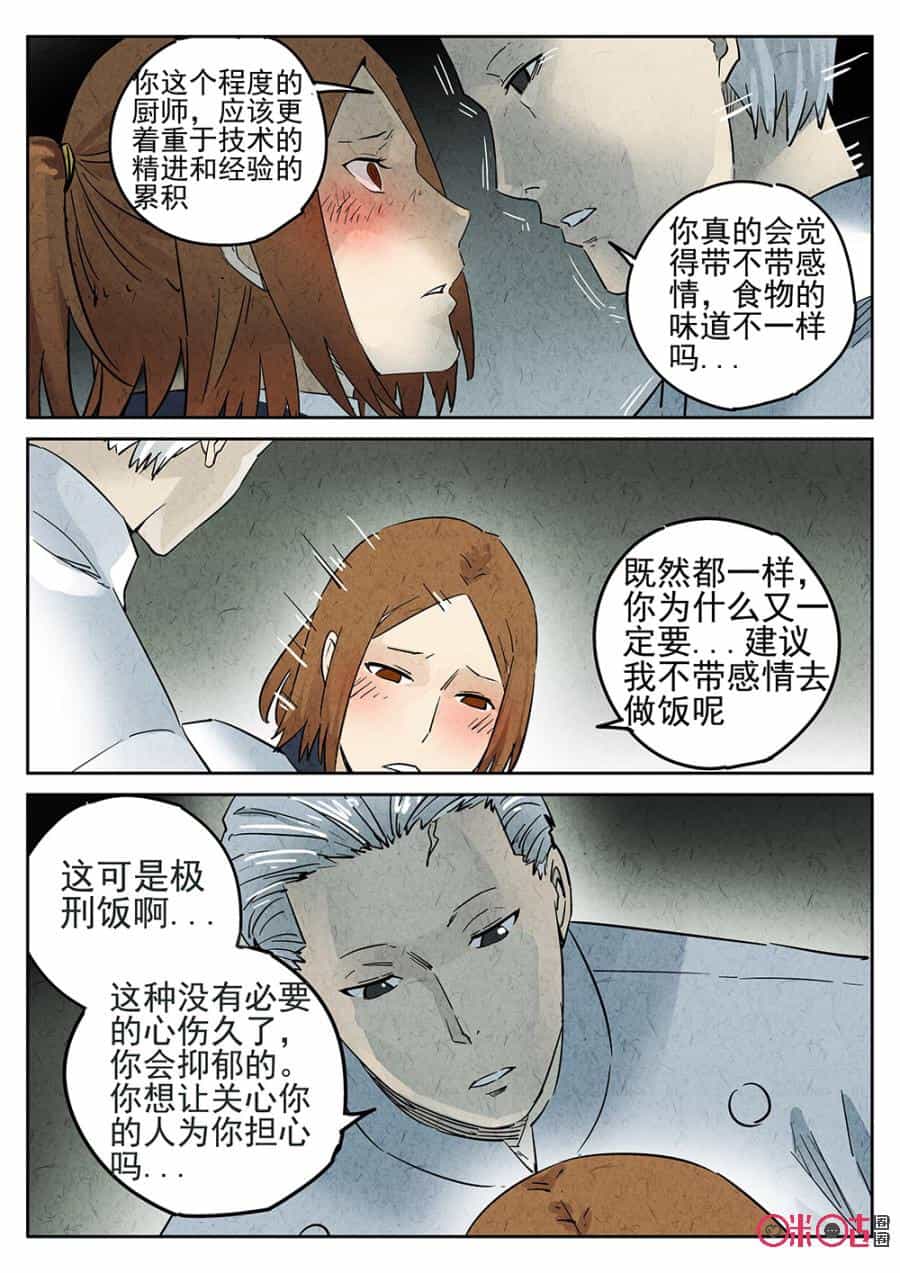 你这个程度的
厨师，应该更
着重于技术的
精进和经验的
累积
你真的会觉
得带不带感
情，食物的
味道不一样
吗...
既然都一样，
你为什么又一
定要...建议
我不带感情去
做饭呢
这可是极
刑饭啊...
这种没有必要
的心伤久了，
你会抑郁的。
你想让关心你
的人为你担心
吗...
咪咕
圈圈